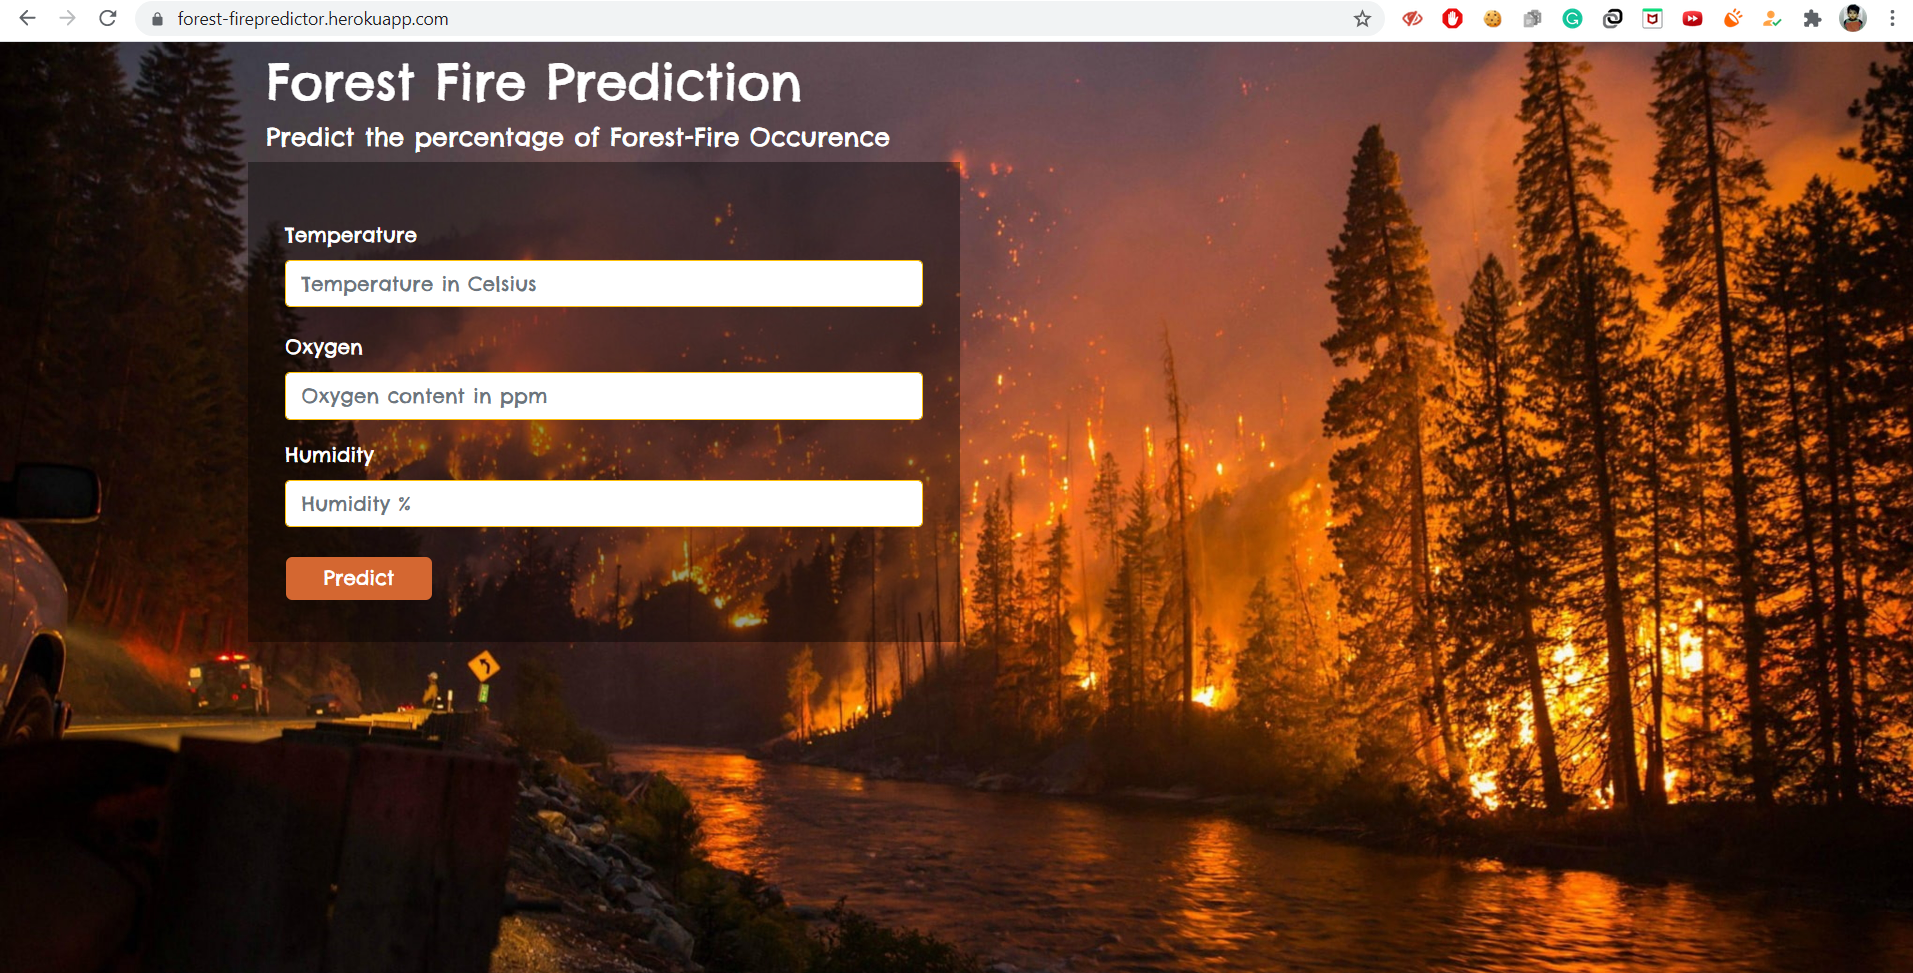 forest-firepredictor.herokuapp.com
Forest Fire Prediction
Predict the percentage of Forest-Fire Occurence
Temperature
Temperature in Celsius
Oxygen
Oxygen content in ppm
Humidity
Humidity %
Predict